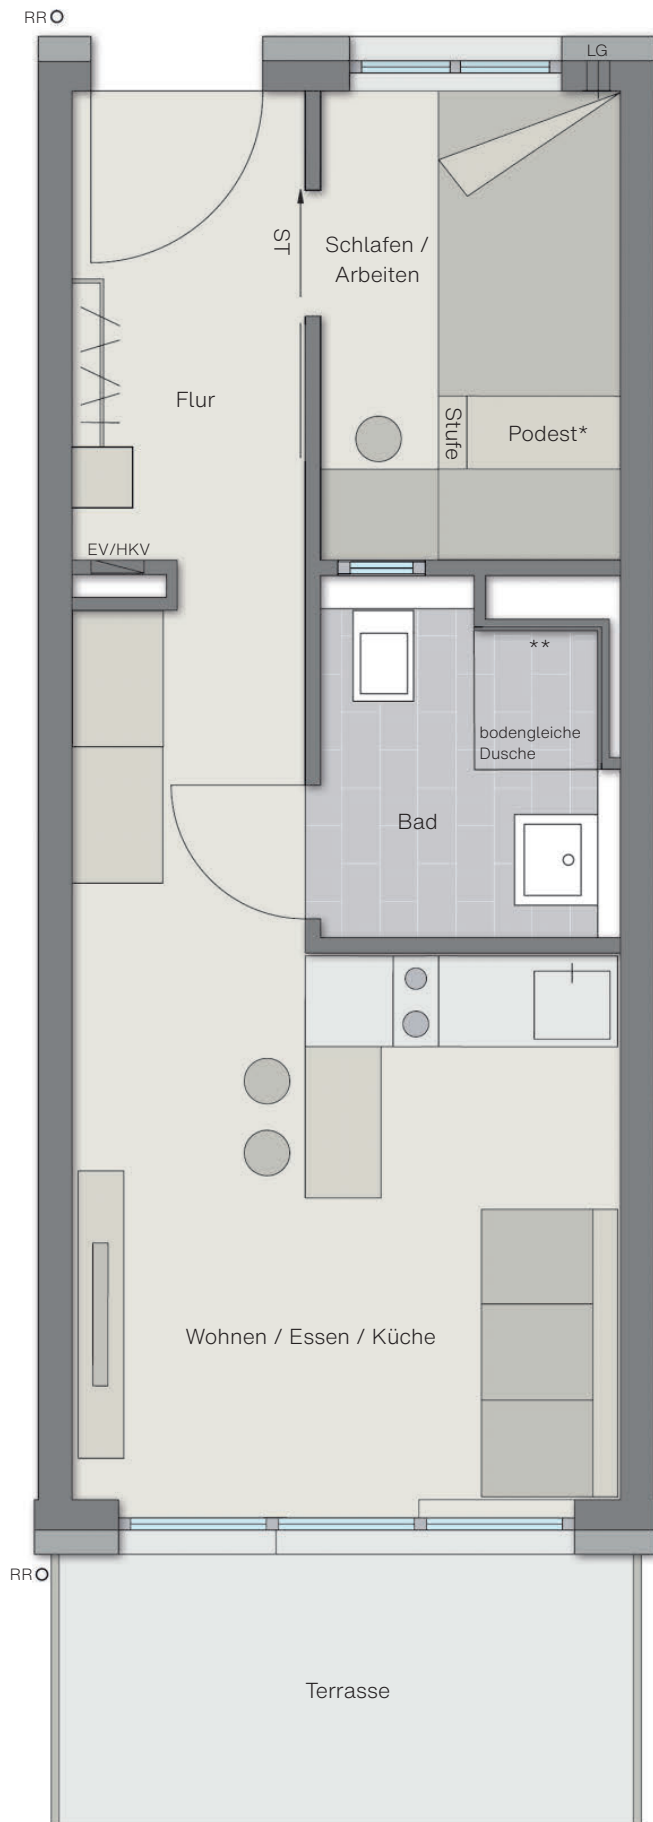 RR
LG
ST
Schlafen /
Arbeiten
Flur
Stufe
Podest*
EV/HKV
**
bodengleiche
Dusche
Bad
Wohnen / Essen / Küche
RR
Terrasse